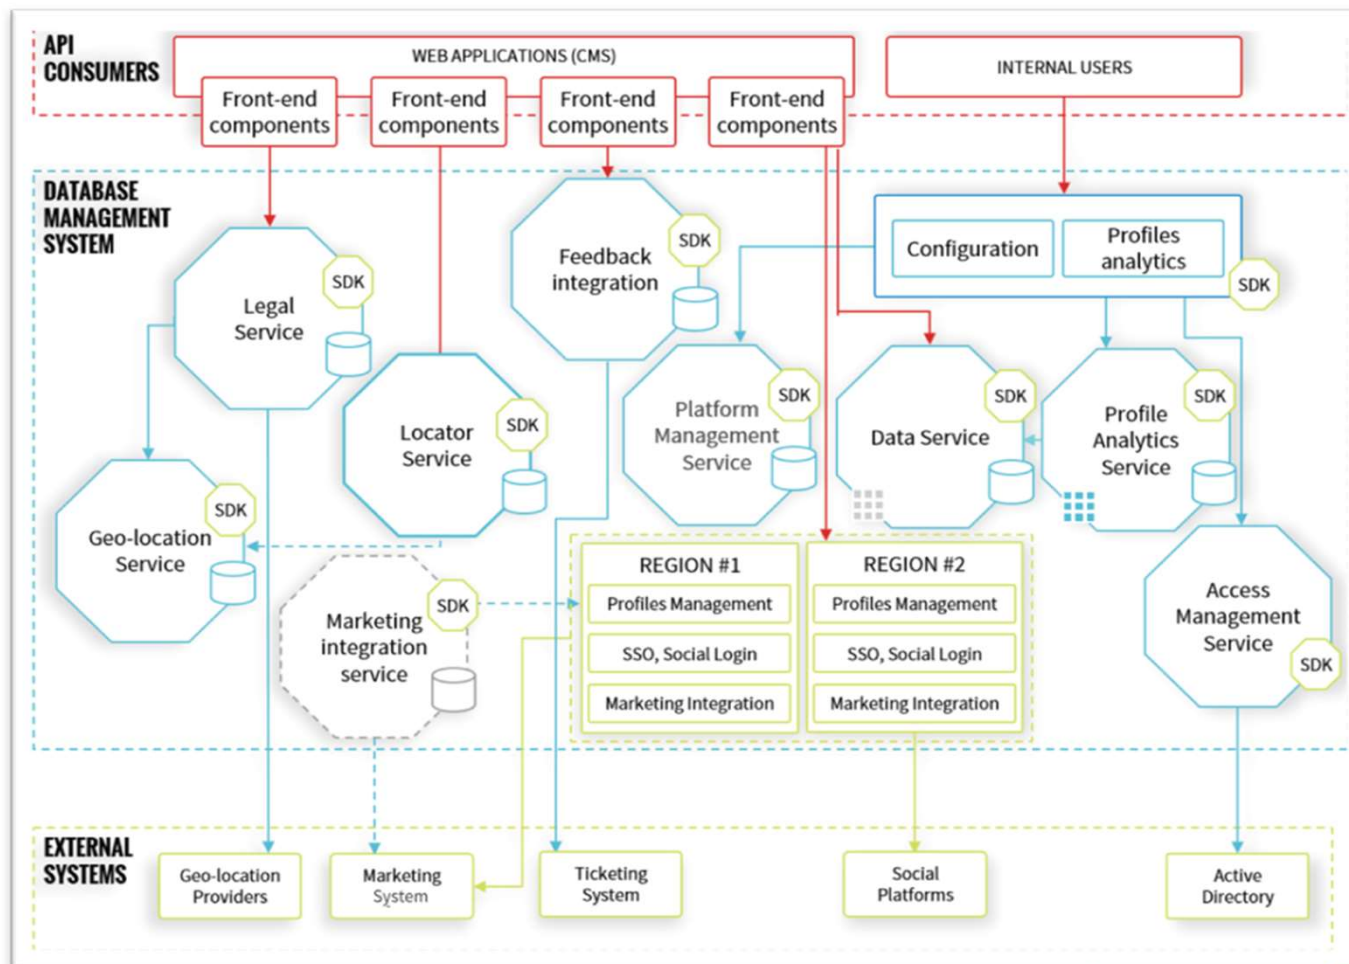 API
CONSUMERS
WEB APPLICATIONS (CMS)
INTERNAL USERS
Front-end
components
Front-end
components
Front-end
components
Front-end
components
DATABASE
MANAGEMENT
SYSTEM
Legal
Service
SDK
Feedback
integration
SDK
Configuration
Profiles
analytics
SDK
Locator
Service
SDK
Platform
Management
Service
SDK
Data Service
SDK
Profile
Analytics
Service
SDK
Geo-location
Service
SDK
Marketing
integration
service
SDK
REGION #1
Profiles Management
SSO, Social Login
Marketing Integration
REGION #2
Profiles Management
SSO, Social Login
Marketing Integration
Access
Management
Service
SDK
EXTERNAL
SYSTEMS
Geo-location
Providers
Marketing
System
Ticketing
System
Social
Platforms
Active
Directory